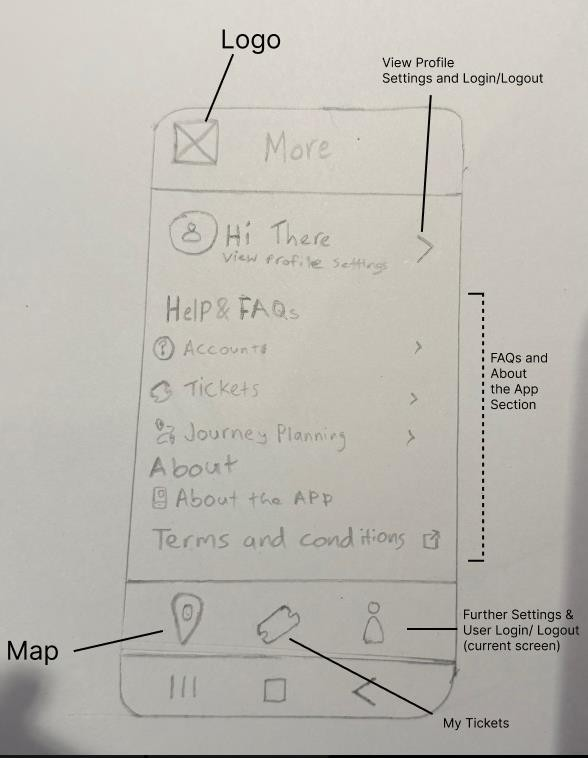 Logo
View Profile
Settings and Login/Logout
More
Hi There
View Profile Settings
Help & FAQs
Accounts
Tickets
Journey Planning
About
About the APP
Terms and conditions
FAQs and
About
the App
Section
Further Settings &
User Login/ Logout
(current screen)
Map
My Tickets